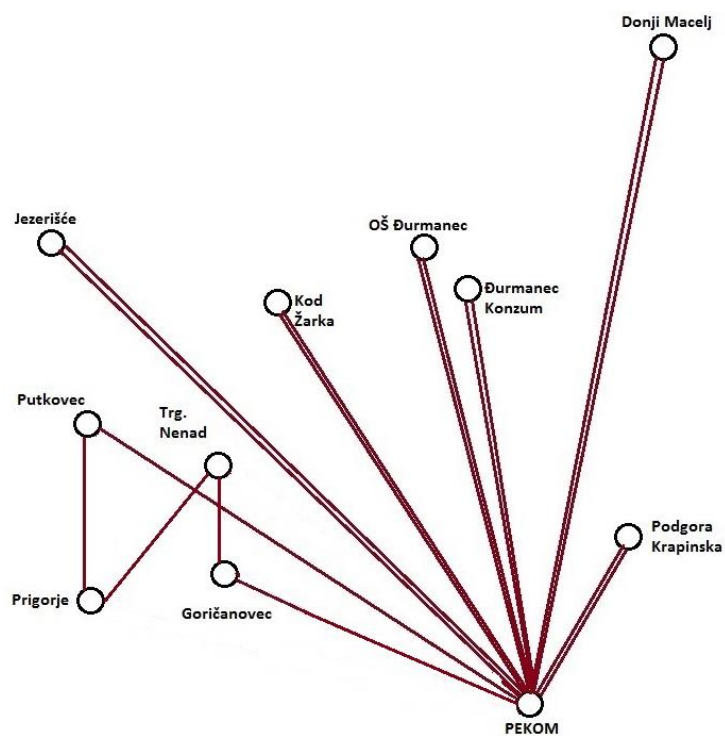 Donji Macelj
Jezerišće
OŠ Đurmanec
Đurmanec
Konzum
Kod
Žarka
Putkovec
Trg.
Nenad
Podgora
Krapinska
Prigorje
Goričanovec
PEKOM